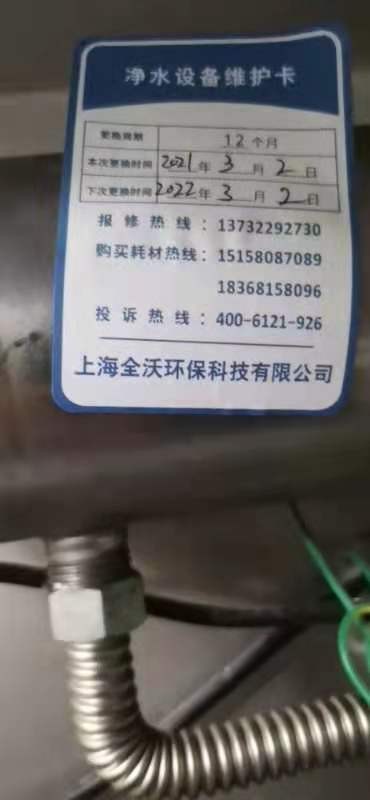 净水设备维护卡
更换周期 12个月
本次更换时间 2021年3月2日
下次更换时间 2022年3月2日
报修热线：13732292730
购买耗材热线：15158087089
18368158096
投诉热线：400-6121-926
上海全沃环保科技有限公司